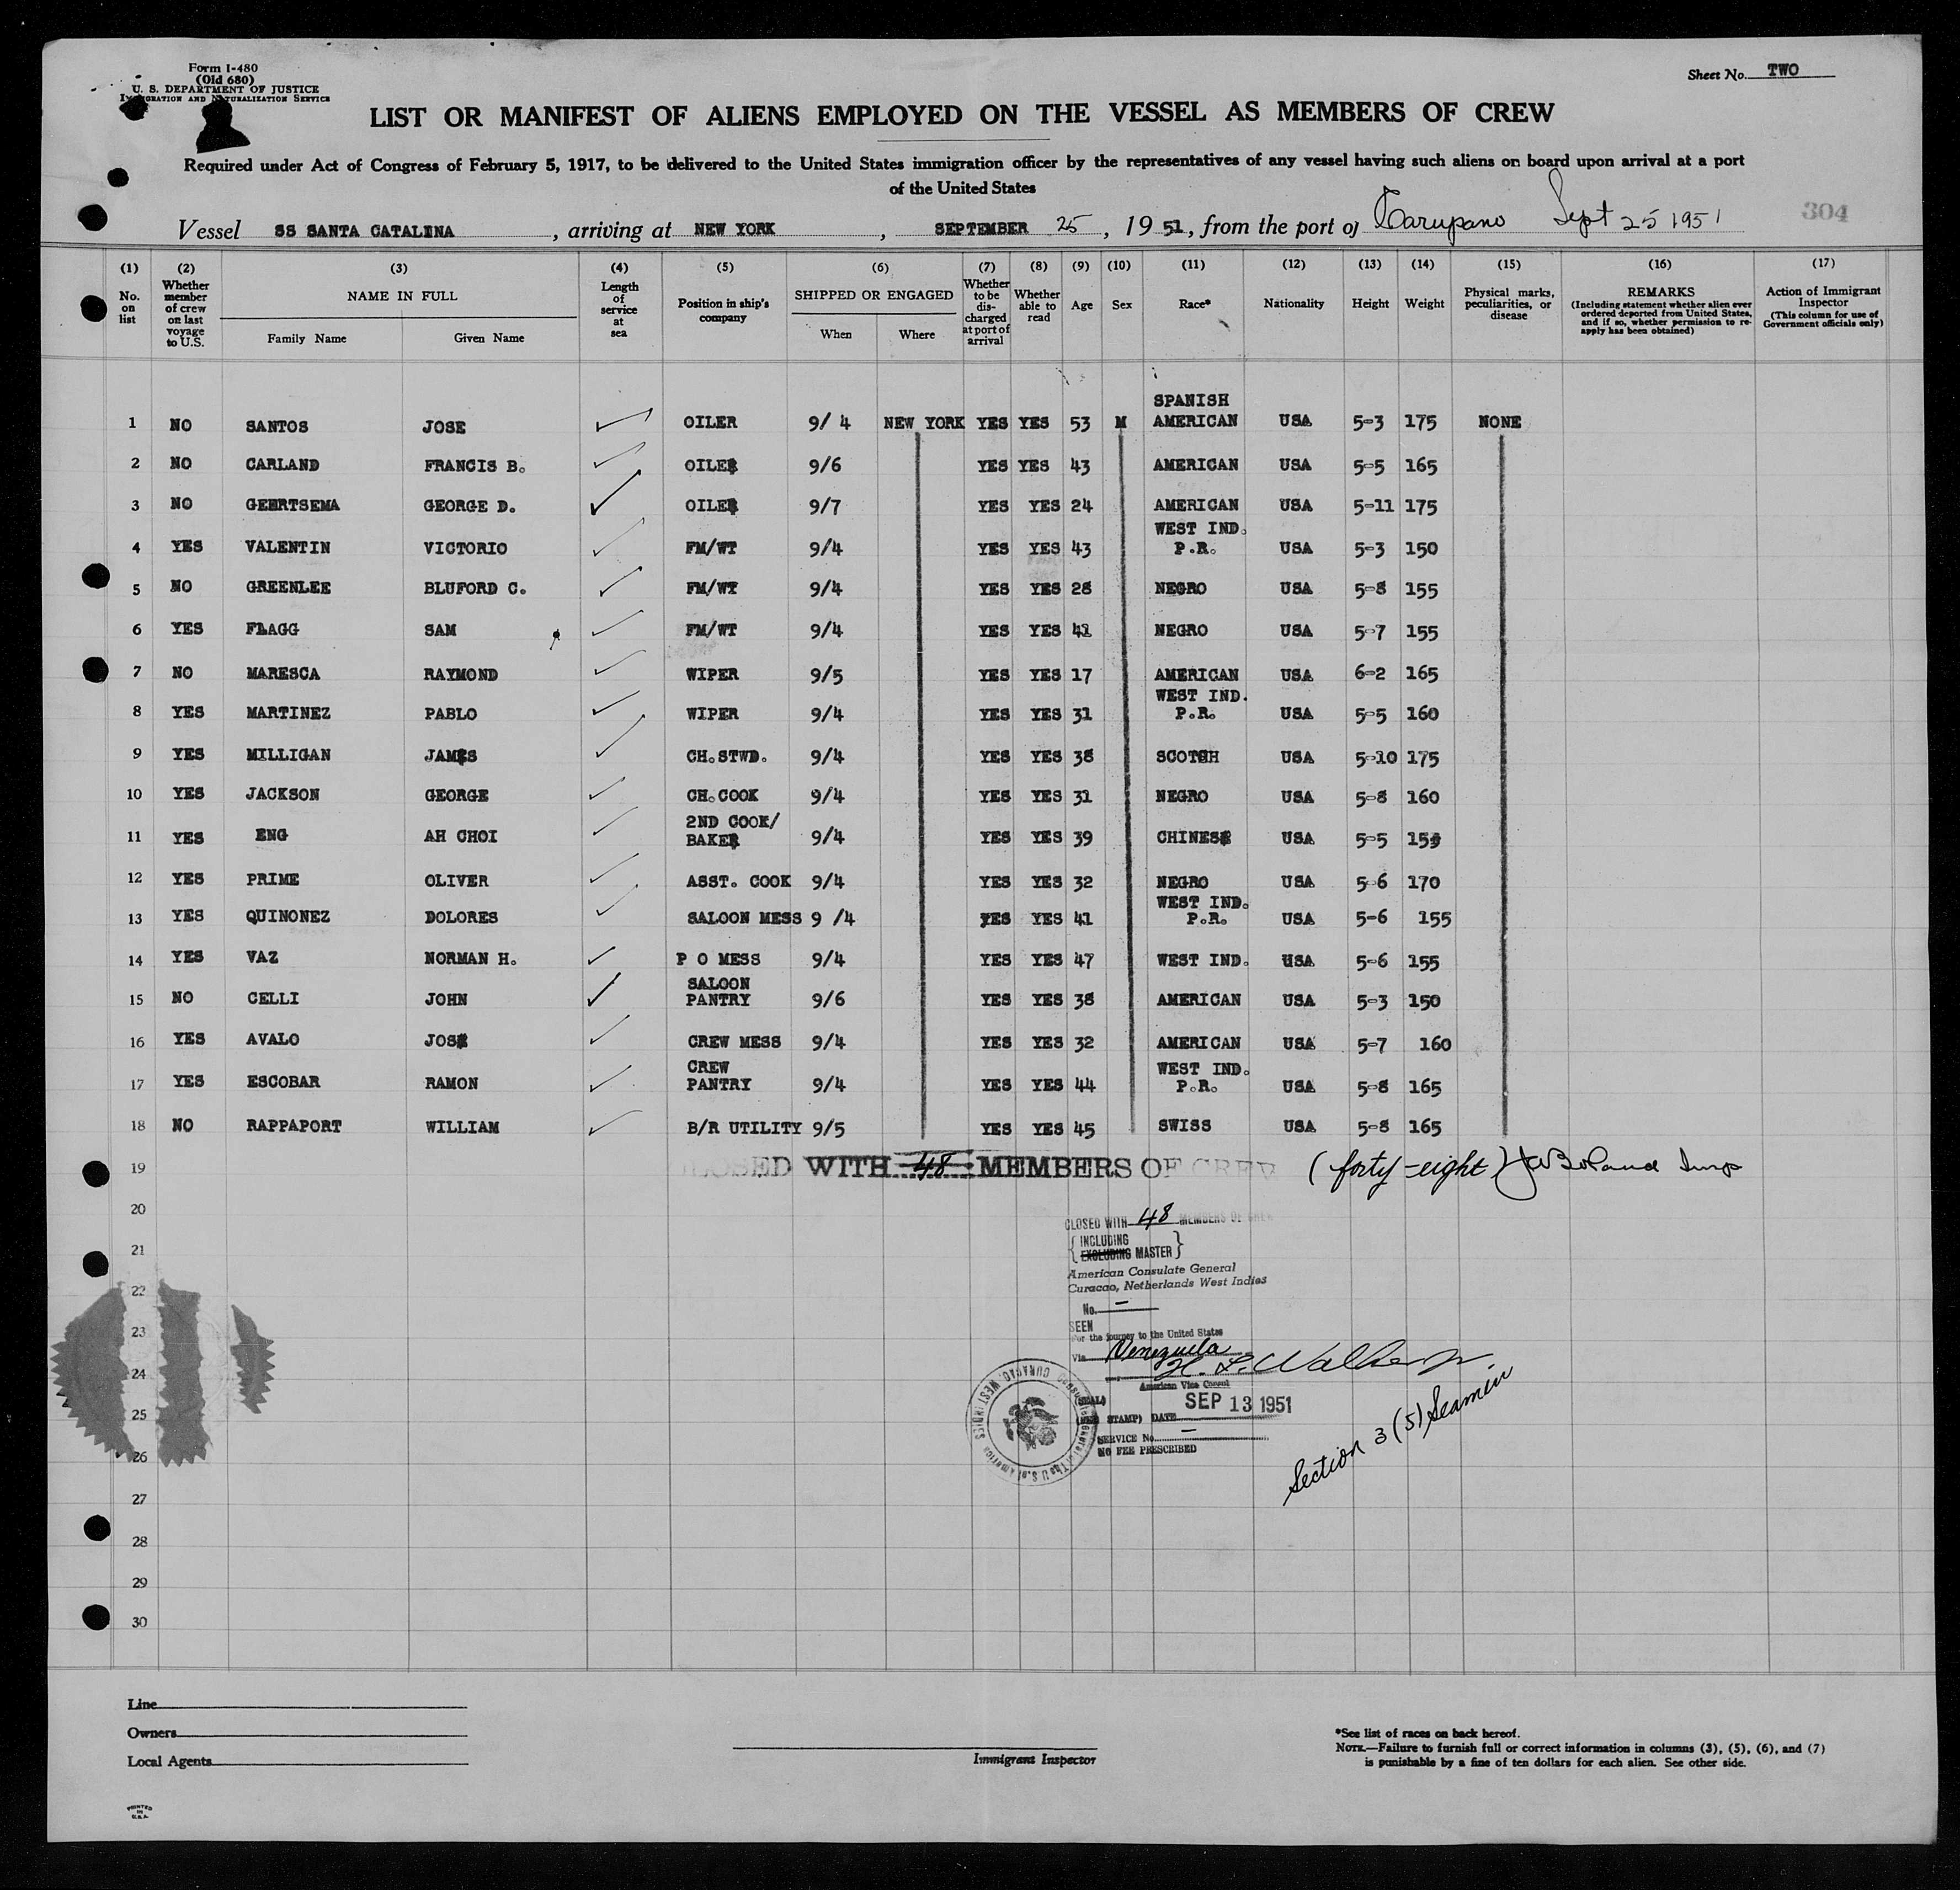 Form I-480
(Old 680)
U. S. DEPARTMENT OF JUSTICE
IMMIGRATION AND NATURALIZATION SERVICE
Sheet No. TWO
LIST OR MANIFEST OF ALIENS EMPLOYED ON THE VESSEL AS MEMBERS OF CREW
Required under Act of Congress of February 5, 1917, to be delivered to the United States immigration officer by the representatives of any vessel having such aliens on board upon arrival at a port
of the United States
Vessel SS SANTA CATALINA, arriving at NEW YORK, SEPTEMBER 25, 1951, from the port of Carupano Sept 25 1951
304
(1) No. on list
(2) Whether member of crew on last voyage to U.S.
(3) NAME IN FULL Family Name Given Name
(4) Length of service at sea
(5) Position in ship's company
(6) SHIPPED OR ENGAGED When Where
(7) Whether to be discharged at port of arrival
(8) Whether able to read
(9) Age
(10) Sex
(11) Race*
(12) Nationality
(13) Height
(14) Weight
(15) Physical marks, peculiarities, or disease
(16) REMARKS (Including statement whether alien ever ordered deported from United States, and if so, whether permission to reapply has been obtained)
(17) Action of Immigrant Inspector (This column for use of Government officials only)
1 NO SANTOS JOSE OILER 9/ 4 NEW YORK YES YES 53 M SPANISH AMERICAN USA 5-3 175 NONE
2 NO CARLAND FRANCIS B. OILER 9/6 YES YES 43 AMERICAN USA 5-5 165
3 NO GEERTSEMA GEORGE D. OILER 9/7 YES YES 24 AMERICAN USA 5-11 175
4 YES VALENTIN VICTORIO FM/WT 9/4 YES YES 43 WEST IND. P.R. USA 5-3 150
5 NO GREENLEE BLUFORD C. FM/WT 9/4 YES YES 28 NEGRO USA 5-8 155
6 YES FLAGG SAM FM/WT 9/4 YES YES 41 NEGRO USA 5-7 155
7 NO MARESCA RAYMOND WIPER 9/5 YES YES 17 AMERICAN USA 6-2 165
8 YES MARTINEZ PABLO WIPER 9/4 YES YES 31 WEST IND. P.R. USA 5-5 160
9 YES MILLIGAN JAMES CH.STWD. 9/4 YES YES 38 SCOTCH USA 5-10 175
10 YES JACKSON GEORGE CH.COOK 9/4 YES YES 31 NEGRO USA 5-8 160
11 YES ENG AH CHOI 2ND COOK/ BAKER 9/4 YES YES 39 CHINESE USA 5-5
12 YES PRIME OLIVER ASST. COOK 9/4 YES YES 32 NEGRO USA 5-6 170
13 YES QUINONEZ DOLORES SALOON MESS 9 /4 YES YES 41 WEST IND. P.R. USA 5-6 155
14 YES VAZ NORMAN H. P O MESS 9/4 YES YES 47 WEST IND. USA 5-6 155
15 NO CELLI JOHN SALOON PANTRY 9/6 YES YES 38 AMERICAN USA 5-3 150
16 YES AVALO JOSE CREW MESS 9/4 YES YES 32 AMERICAN USA 5-7 160
17 YES ESCOBAR RAMON CREW PANTRY 9/4 YES YES 44 WEST IND. P.R. USA 5-8 165
18 NO RAPPAPORT WILLIAM B/R UTILITY 9/5 YES YES 45 SWISS USA 5-8 165
19 CLOSED WITH 48 MEMBERS OF CREW (forty-eight)
20
CLOSED WITH 48 MEMBERS OF CREW
21
INCLUDING
EXCLUDING MASTER
American Consulate General
Curacao, Netherlands West Indies
22
No. -
SEEN
23
For the journey to the United States
Via Venezuela
24
American Vice Consul
(SEAL) SEP 13 1951
25
(FEE STAMP) DATE
SERVICE No. -
NO FEE PRESCRIBED
Section 3 (5) Seamen
26
27
28
29
30
Line
Owners
Local Agents
Immigrant Inspector
*See list of races on back hereof.
NOTE.—Failure to furnish full or correct information in columns (3), (5), (6), and (7)
is punishable by a fine of ten dollars for each alien. See other side.
PRINTED
IN
U.S.A.